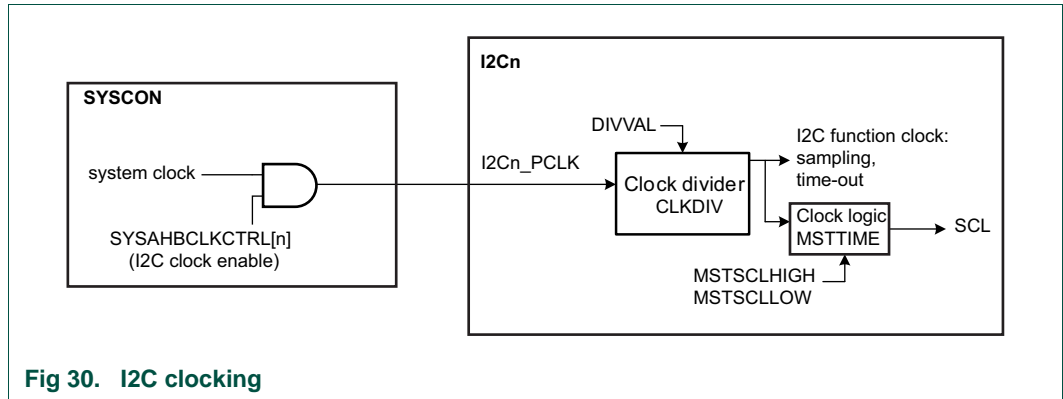 SYSCON
system clock
SYSAHBCLKCTRL[n]
(I2C clock enable)
I2Cn
I2Cn_PCLK
DIVVAL
Clock divider
CLKDIV
I2C function clock:
sampling,
time-out
Clock logic
MSTTIME
SCL
MSTSCLHIGH
MSTSCLLOW
Fig 30. I2C clocking